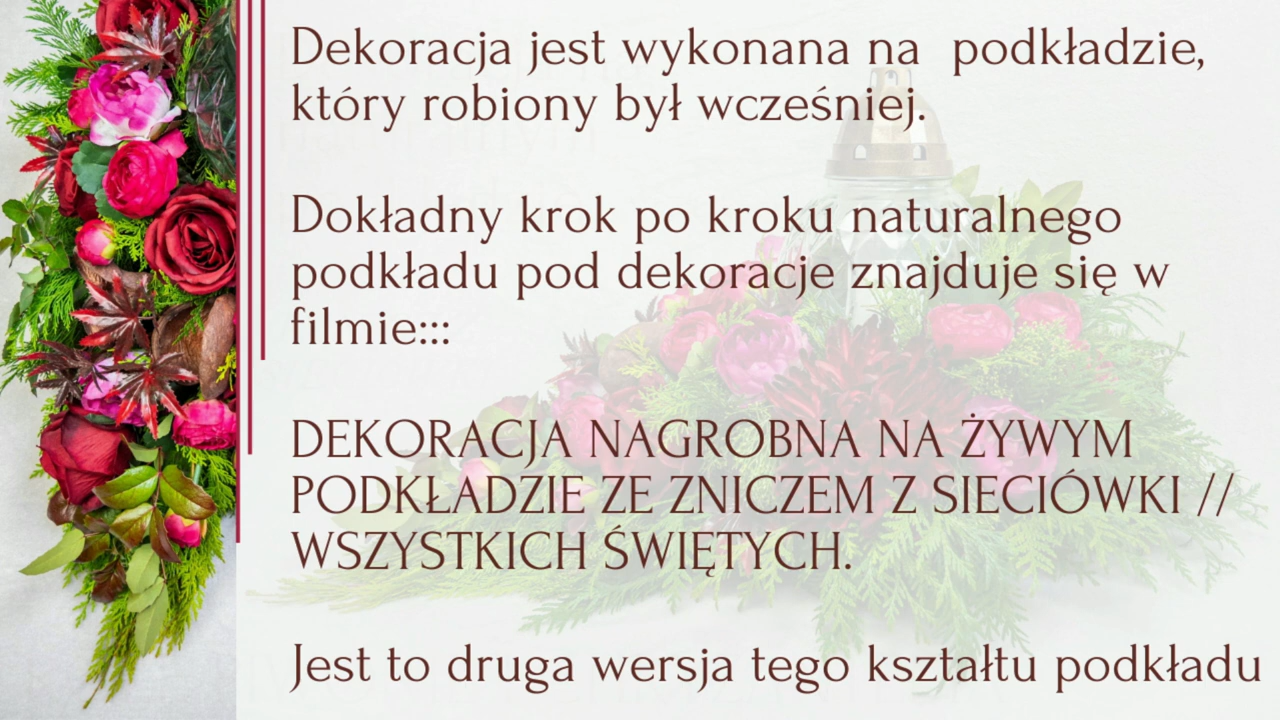 Dekoracja jest wykonana na podkładzie,
który robiony był wcześniej.
Dokładny krok po kroku naturalnego
podkładu pod dekoracje znajduje się w
filmie:::
DEKORACJA NAGROBNA NA ŻYWYM
PODKŁADZIE ZE ZNICZEM Z SIECIÓWKI //
WSZYSTKICH ŚWIĘTYCH.
Jest to druga wersja tego kształtu podkładu